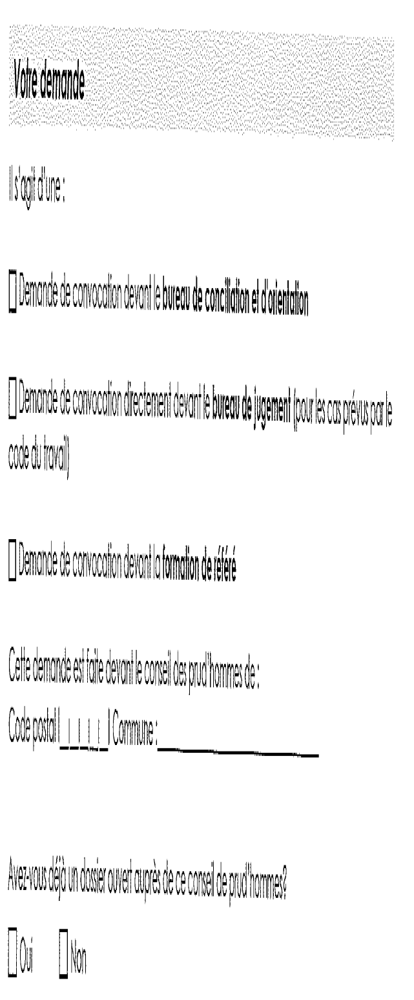 Votre demande
Il s'agit d'une :
☐ Demande de convocation devant le bureau de conciliation et d'orientation
☐ Demande de convocation directement devant le bureau de jugement (pour les cas prévus par le
code du travail)
☐ Demande de convocation devant la formation de référé
Cette demande est faite devant le conseil des prud'hommes de :
Code postal |_|_|_|_|_| Commune : ____________________
Avez-vous déjà un dossier ouvert auprès de ce conseil de prud'hommes?
☐ Oui ☐ Non